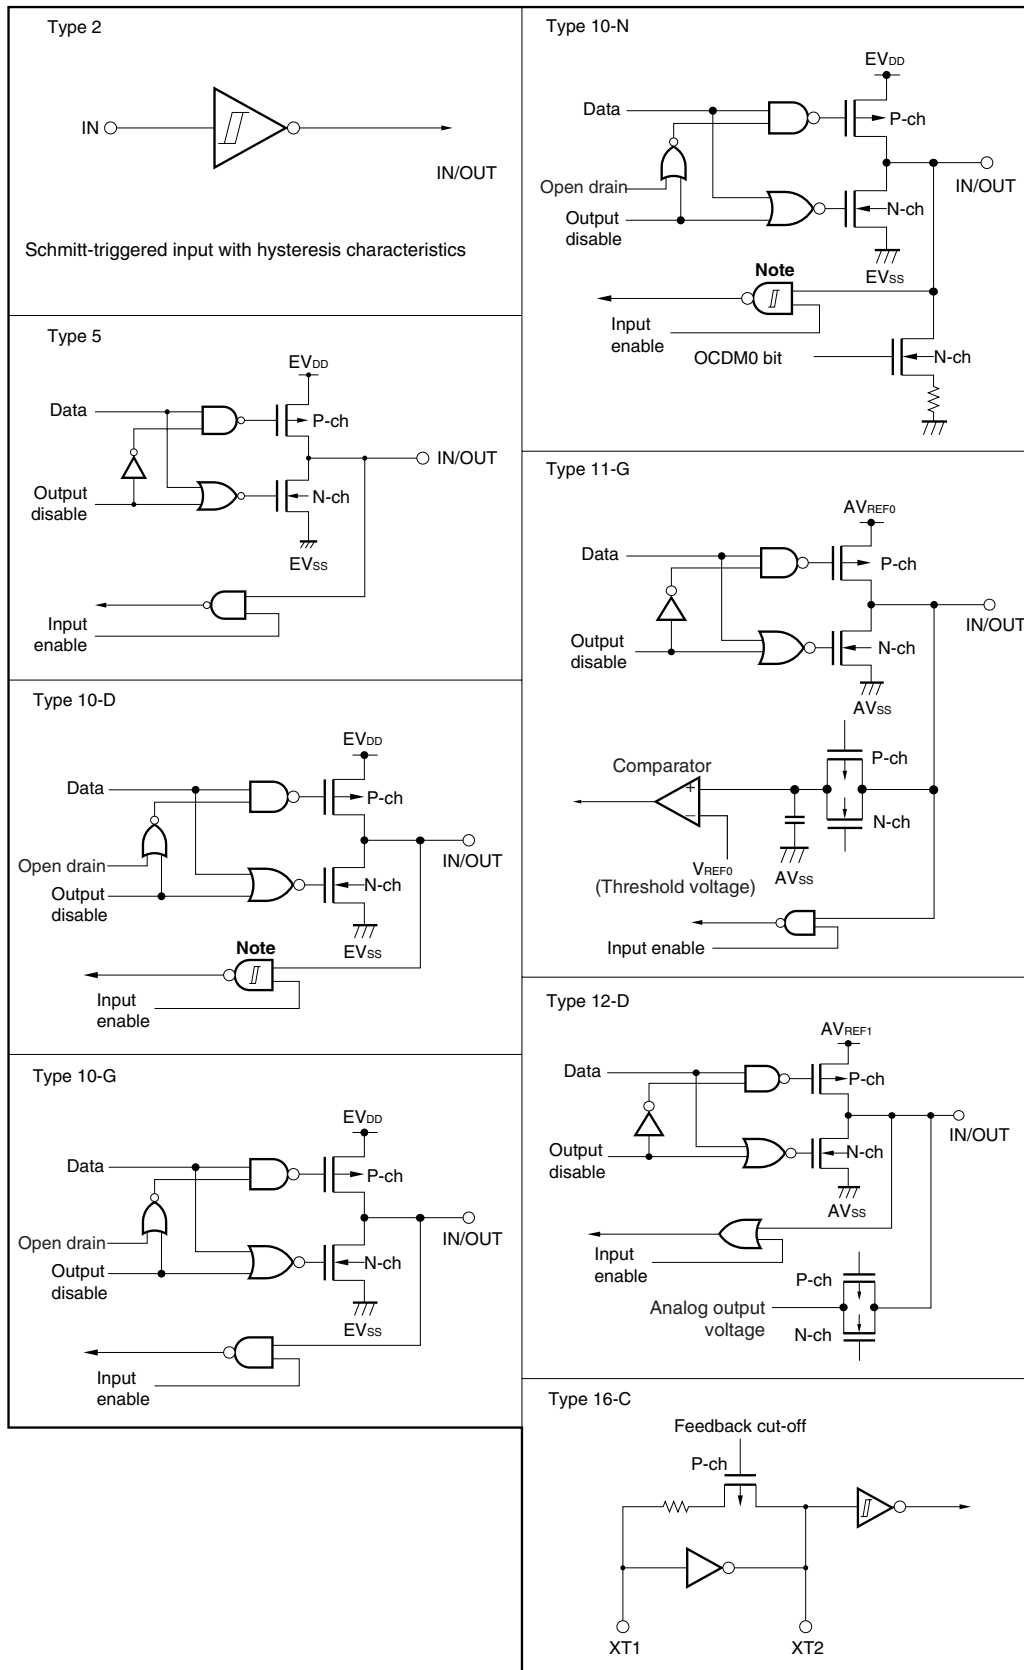 Type 2
IN
IN/OUT
Schmitt-triggered input with hysteresis characteristics
Type 5
EVDD
Data
P-ch
IN/OUT
Output
disable
N-ch
EVSS
Input
enable
Type 10-D
EVDD
Data
P-ch
Open drain
IN/OUT
Output
disable
N-ch
EVSS
Note
Input
enable
Type 10-G
EVDD
Data
P-ch
Open drain
IN/OUT
Output
disable
N-ch
EVSS
Input
enable
Type 10-N
EVDD
Data
P-ch
Open drain
IN/OUT
Output
disable
N-ch
EVSS
Note
Input
enable
OCDM0 bit
N-ch
Type 11-G
AVREF0
Data
P-ch
IN/OUT
Output
disable
N-ch
AVSS
P-ch
Comparator
+
–
N-ch
VREF0
(Threshold voltage)
AVSS
Input enable
Type 12-D
AVREF1
Data
P-ch
IN/OUT
Output
disable
N-ch
AVSS
Input
enable
P-ch
Analog output
voltage
N-ch
Type 16-C
Feedback cut-off
P-ch
XT1
XT2